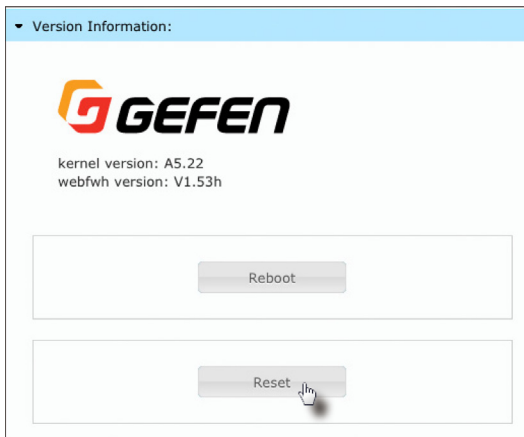 Version Information:
GEFEN
kernel version: A5.22
webfwh version: V1.53h
Reboot
Reset